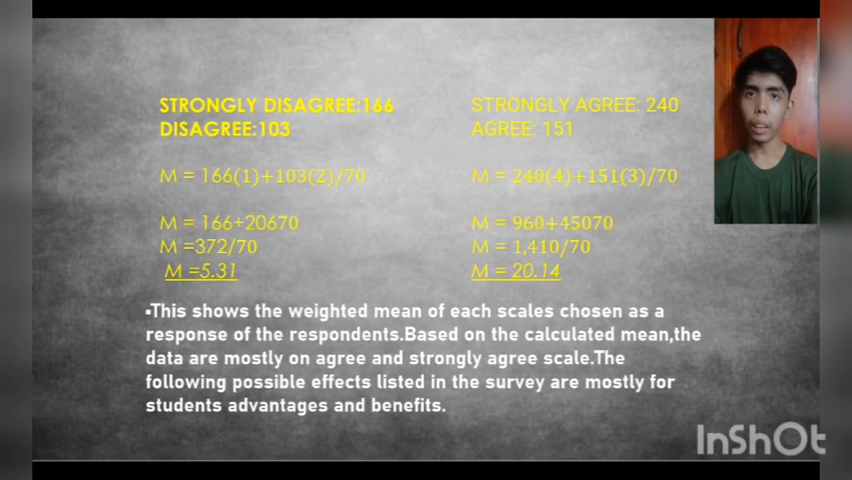 STRONGLY DISAGREE:166
DISAGREE:103
M = 166(1)+103(2)/70
M = 166+20670
M =372/70
M =5.31
STRONGLY AGREE: 240
AGREE: 151
M = 240(4)+151(3)/70
M = 960+45070
M = 1,410/70
M = 20.14
▪This shows the weighted mean of each scales chosen as a
response of the respondents.Based on the calculated mean,the
data are mostly on agree and strongly agree scale.The
following possible effects listed in the survey are mostly for
students advantages and benefits.
InShOt